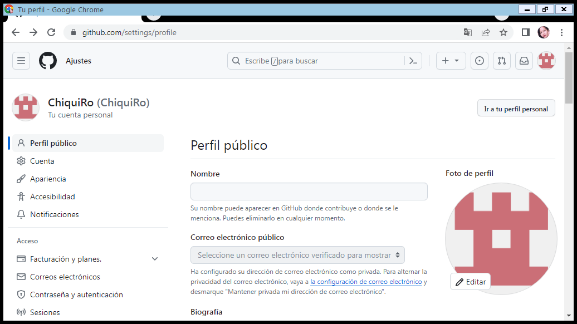 Tu perfil - Google Chrome
github.com/settings/profile
Ajustes
Escribe / para buscar
ChiquiRo (ChiquiRo)
Tu cuenta personal
Ir a tu perfil personal
Perfil público
Cuenta
Apariencia
Accesibilidad
Notificaciones
Acceso
Facturación y planes.
Correos electrónicos
Contraseña y autenticación
Sesiones
Perfil público
Nombre
Su nombre puede aparecer en GitHub donde contribuye o donde se le
menciona. Puedes eliminarlo en cualquier momento.
Correo electrónico público
Seleccione un correo electrónico verificado para mostrar
Ha configurado su dirección de correo electrónico como privada. Para alternar la
privacidad del correo electrónico, vaya a la configuración de correo electrónico y
desmarque "Mantener privada mi dirección de correo electrónico".
Biografía
Foto de perfil
Editar